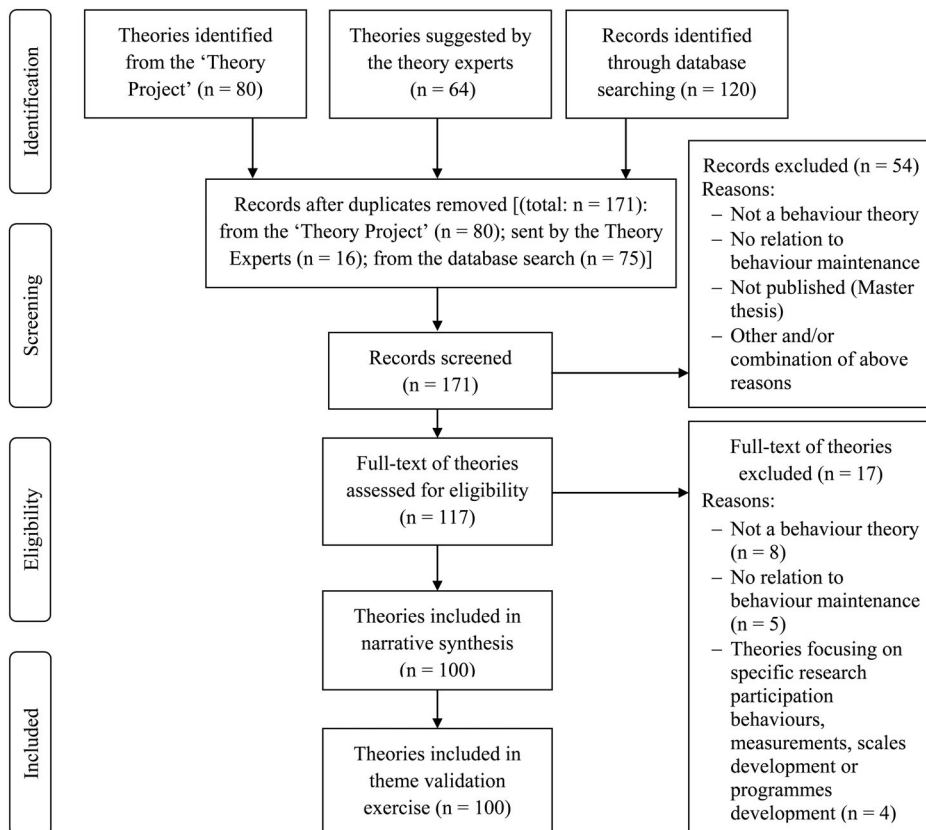 Identification
Theories identified
from the ‘Theory
Project’ (n = 80)
Theories suggested by
the theory experts
(n = 64)
Records identified
through database
searching (n = 120)
Records after duplicates removed [(total: n = 171):
from the ‘Theory Project’ (n = 80); sent by the Theory
Experts (n = 16); from the database search (n = 75)]
Screening
Records screened
(n = 171)
Records excluded (n = 54)
Reasons:
– Not a behaviour theory
– No relation to
behaviour maintenance
– Not published (Master
thesis)
– Other and/or
combination of above
reasons
Eligibility
Full-text of theories
assessed for eligibility
(n = 117)
Full-text of theories
excluded (n = 17)
Reasons:
– Not a behaviour theory
(n = 8)
– No relation to
behaviour maintenance
(n = 5)
– Theories focusing on
specific research
participation
behaviours,
measurements, scales
development or
programmes
development (n = 4)
Theories included in
narrative synthesis
(n = 100)
Included
Theories included in
theme validation
exercise (n = 100)